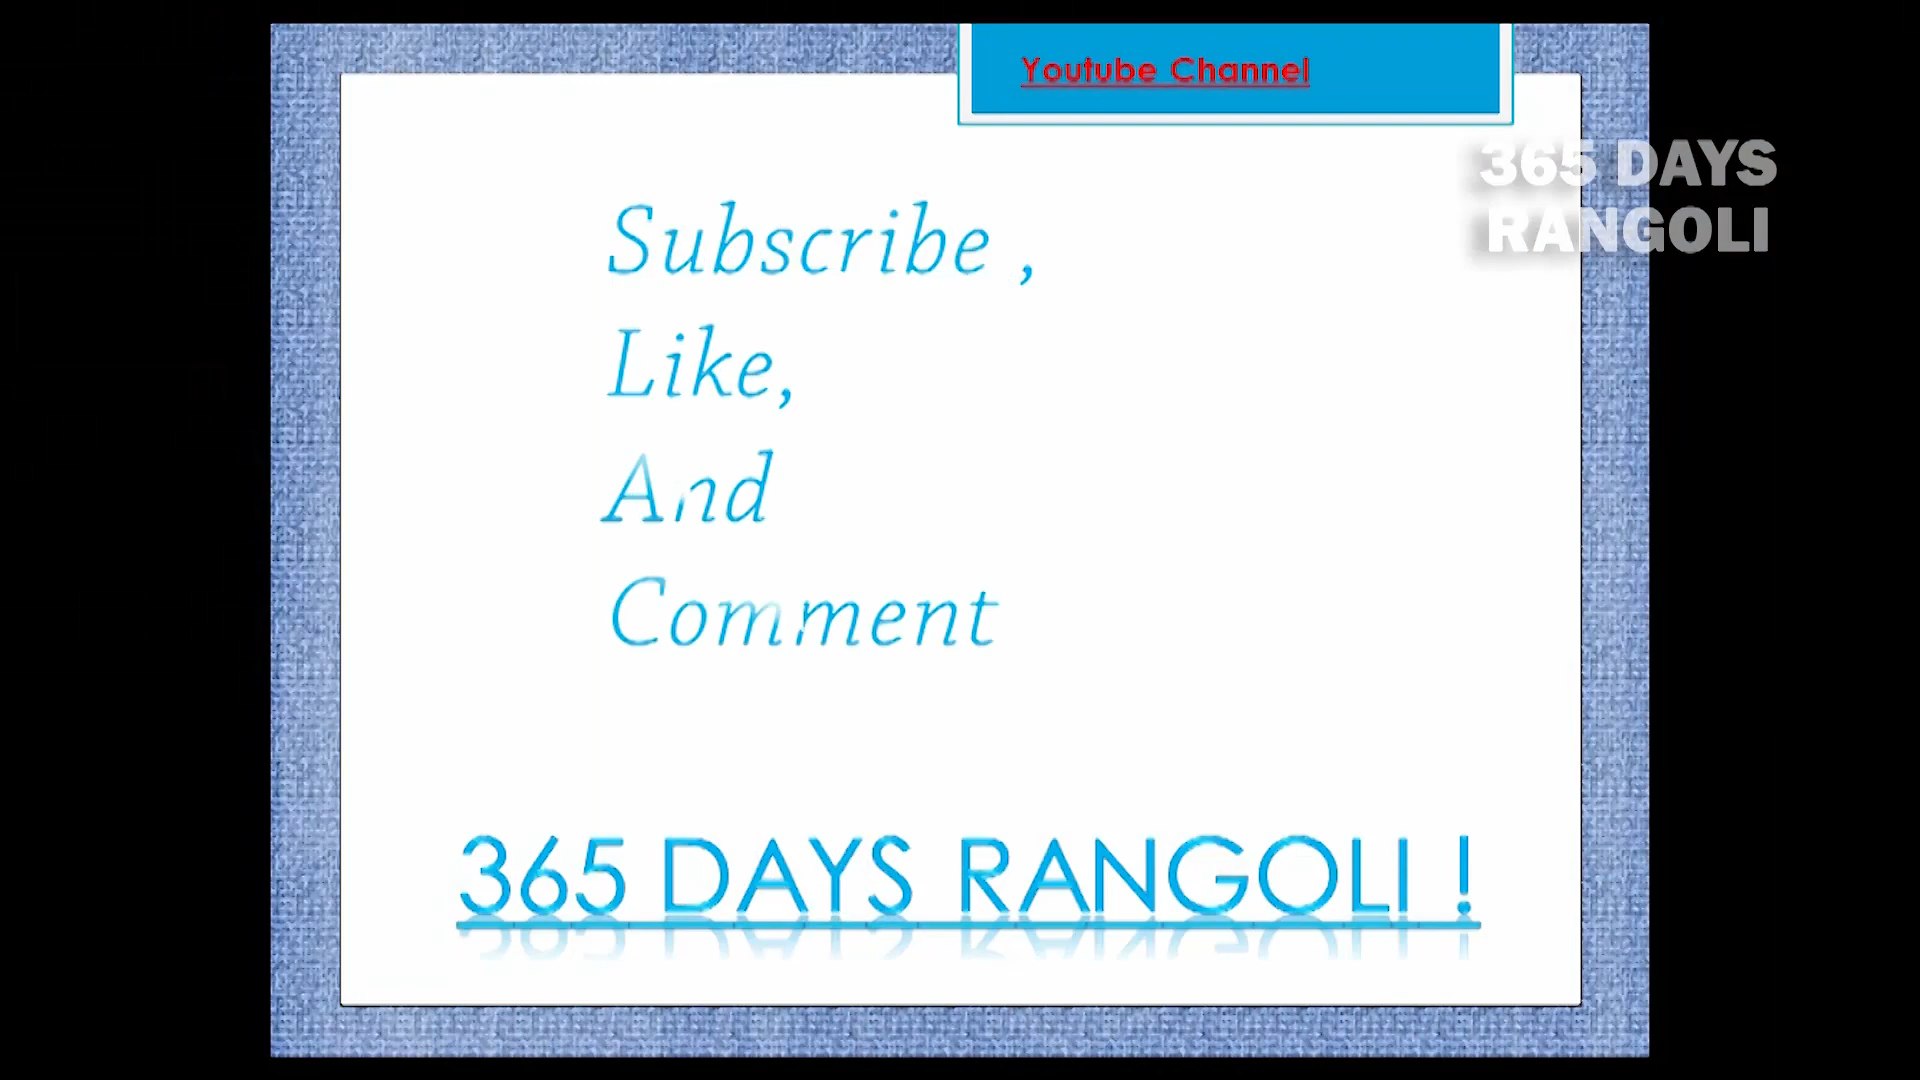 Youtube Channel
365 DAYS
RANGOLI
Subscribe ,
Like,
And
Comment
365 DAYS RANGOLI !